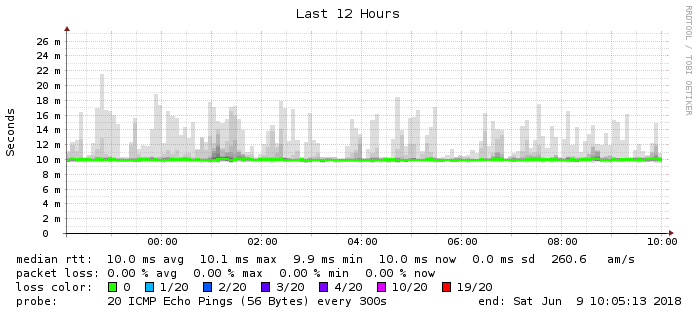 Last 12 Hours
RRDTOOL / TOBI OETIKER
Seconds
26 m
24 m
22 m
20 m
18 m
16 m
14 m
12 m
10 m
8 m
6 m
4 m
2 m
0
00:00 02:00 04:00 06:00 08:00 10:00
median rtt: 10.0 ms avg 10.1 ms max 9.9 ms min 10.0 ms now 0.0 ms sd 260.6 am/s
packet loss: 0.00 % avg 0.00 % max 0.00 % min 0.00 % now
loss color: 0 1/20 2/20 3/20 4/20 10/20 19/20
probe: 20 ICMP Echo Pings (56 Bytes) every 300s end: Sat Jun 9 10:05:13 2018